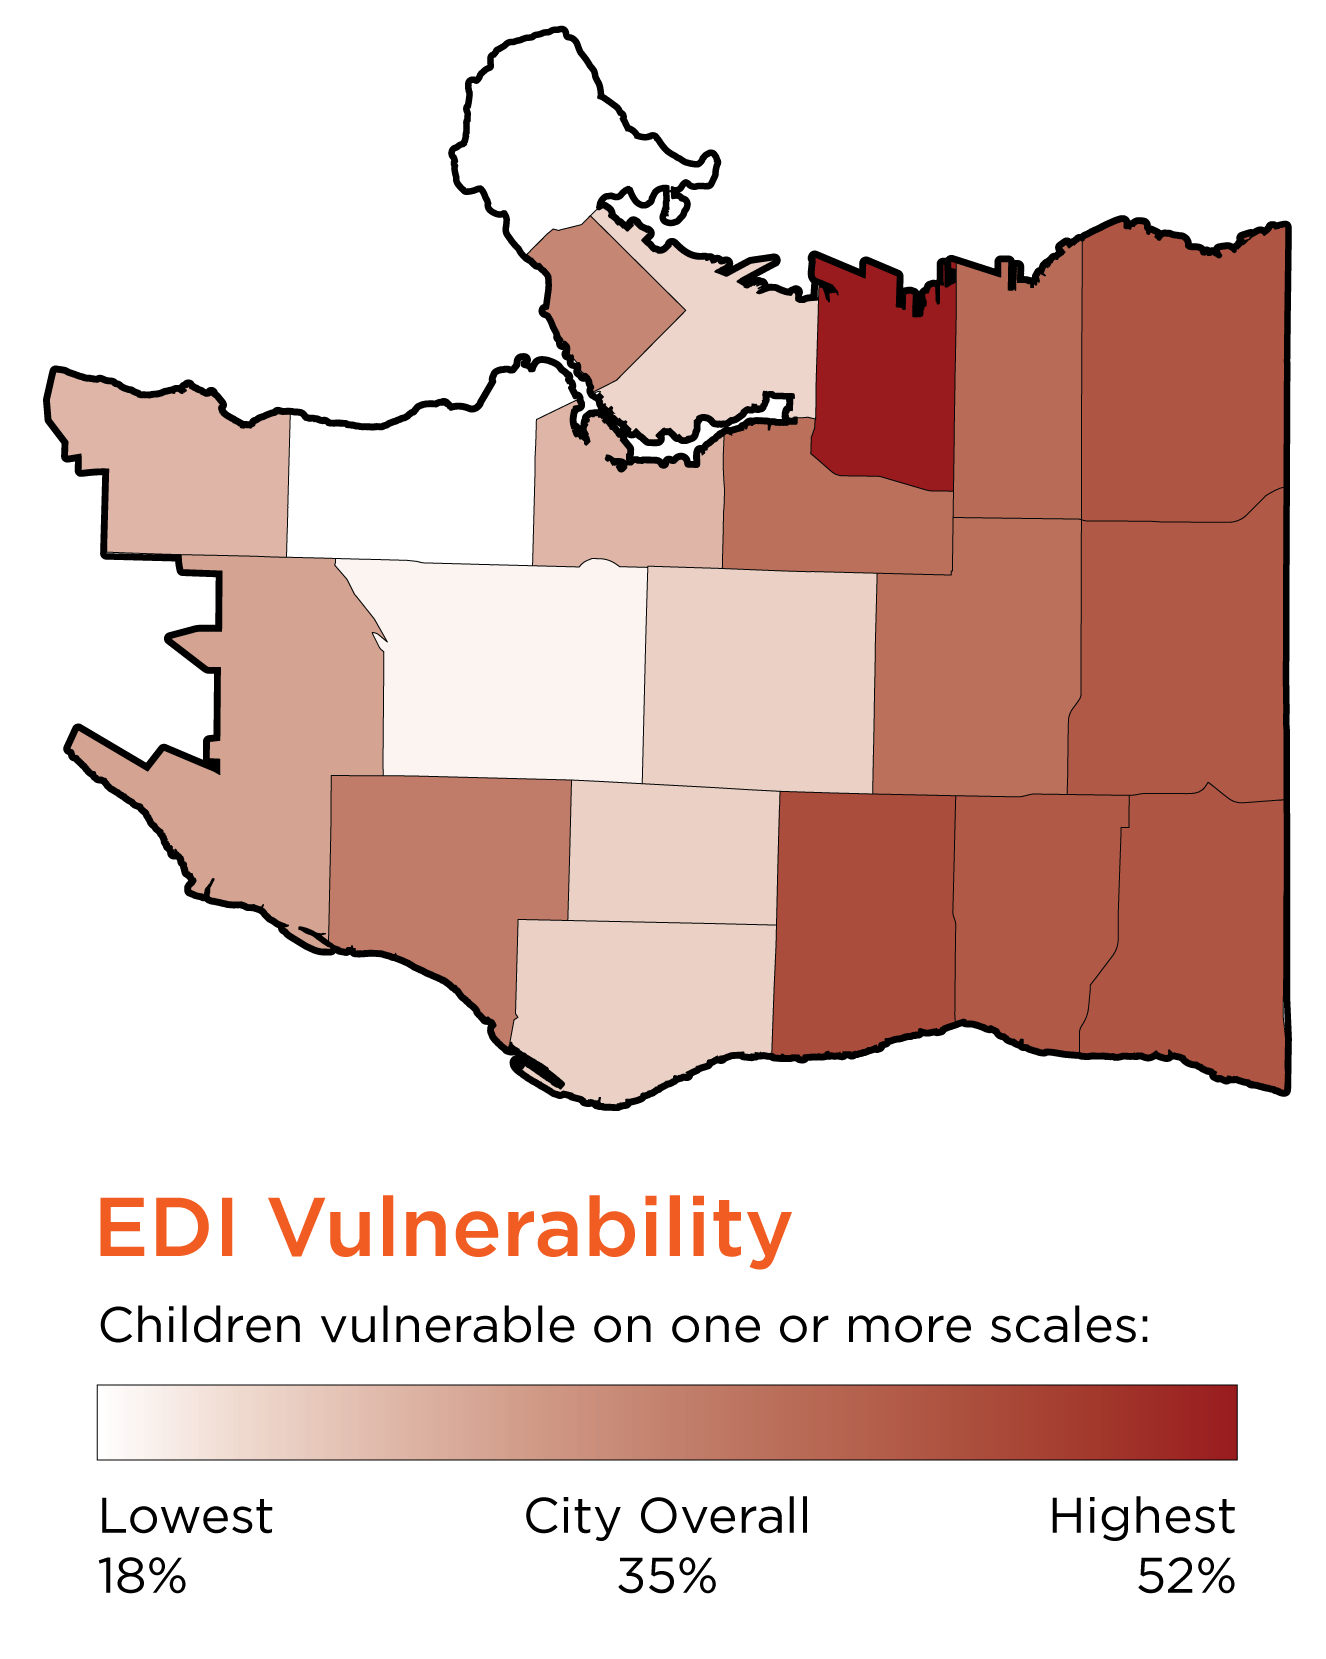 EDI Vulnerability
Children vulnerable on one or more scales:
Lowest City Overall Highest
18% 35% 52%